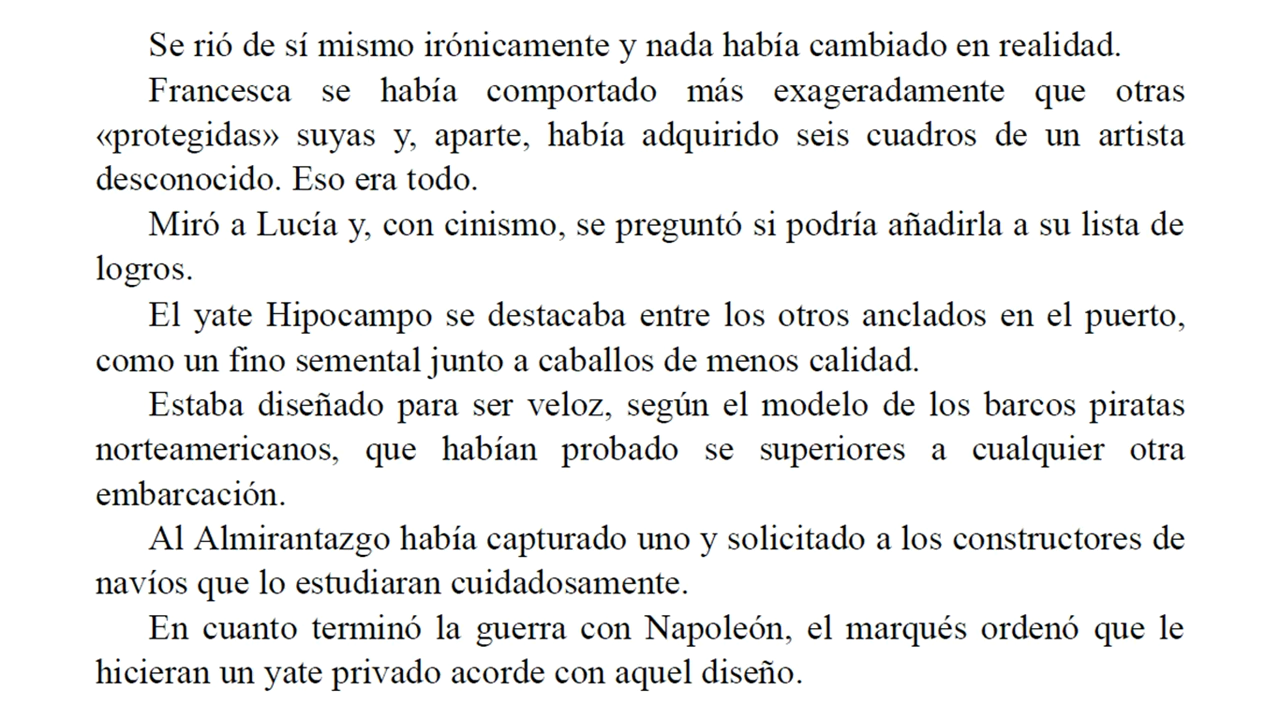 Se rió de sí mismo irónicamente y nada había cambiado en realidad.
Francesca se había comportado más exageradamente que otras
«protegidas» suyas y, aparte, había adquirido seis cuadros de un artista
desconocido. Eso era todo.
Miró a Lucía y, con cinismo, se preguntó si podría añadirla a su lista de
logros.
El yate Hipocampo se destacaba entre los otros anclados en el puerto,
como un fino semental junto a caballos de menos calidad.
Estaba diseñado para ser veloz, según el modelo de los barcos piratas
norteamericanos, que habían probado se superiores a cualquier otra
embarcación.
Al Almirantazgo había capturado uno y solicitado a los constructores de
navíos que lo estudiaran cuidadosamente.
En cuanto terminó la guerra con Napoleón, el marqués ordenó que le
hicieran un yate privado acorde con aquel diseño.